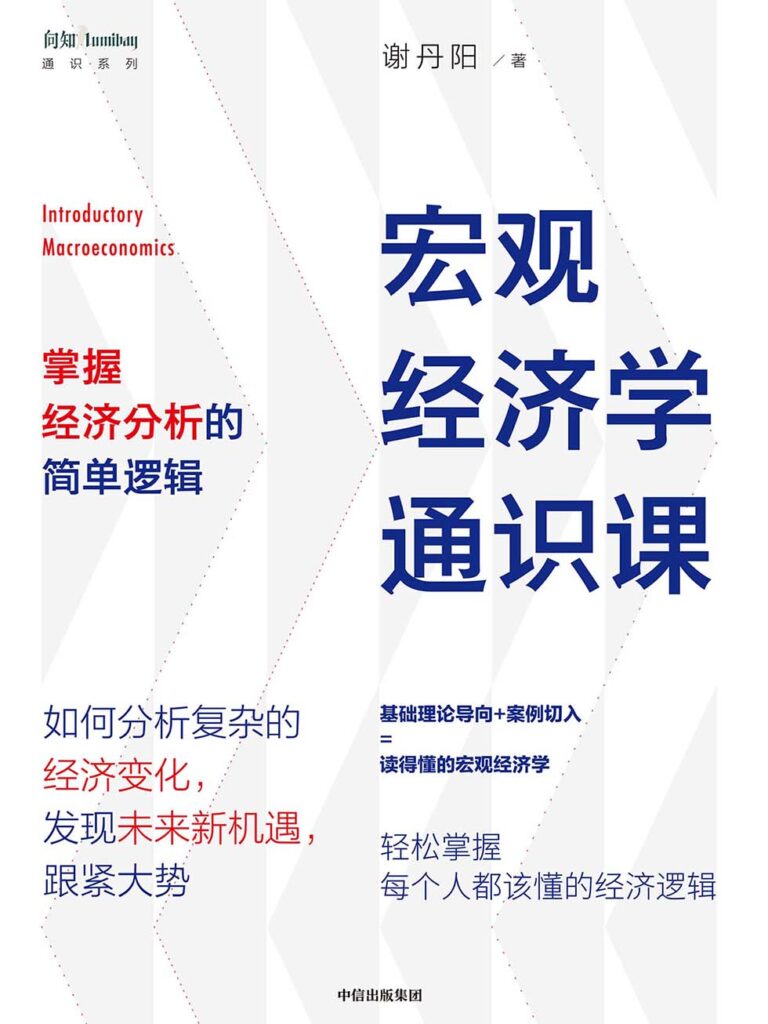 向知 Lumibay
通识系列
谢丹阳 / 著
Introductory
Macroeconomics
宏观
经济学
通识课
掌握
经济分析的
简单逻辑
如何分析复杂的
经济变化，
发现未来新机遇，
跟紧大势
基础理论导向+案例切入
=
读得懂的宏观经济学
轻松掌握
每个人都该懂的经济逻辑
中信出版集团